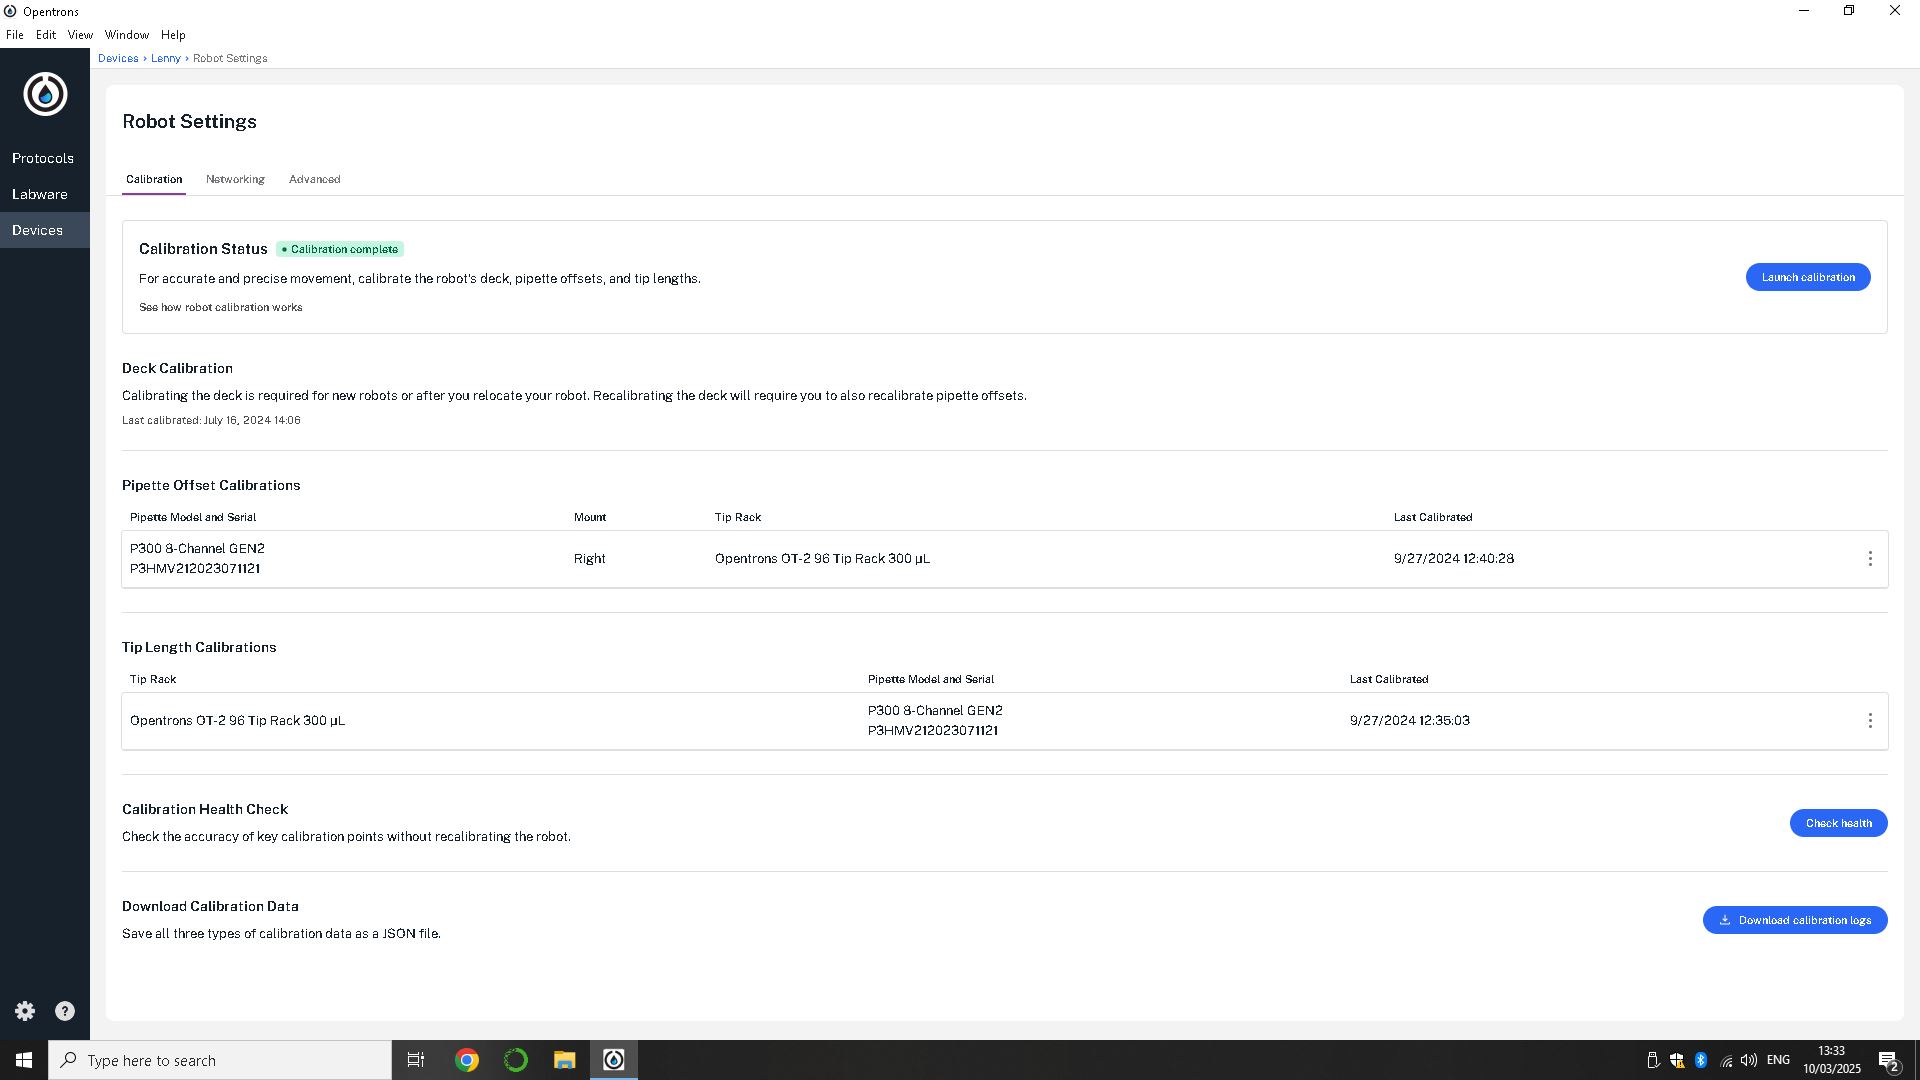 Opentrons
File Edit View Window Help
Devices › Lenny › Robot Settings
Protocols
Labware
Devices
Robot Settings
Calibration Networking Advanced
Calibration Status • Calibration complete
For accurate and precise movement, calibrate the robot's deck, pipette offsets, and tip lengths.
See how robot calibration works
Launch calibration
Deck Calibration
Calibrating the deck is required for new robots or after you relocate your robot. Recalibrating the deck will require you to also recalibrate pipette offsets.
Last calibrated: July 16, 2024 14:06
Pipette Offset Calibrations
Pipette Model and Serial Mount Tip Rack Last Calibrated
P300 8-Channel GEN2
P3HMV212023071121
Right
Opentrons OT-2 96 Tip Rack 300 µL
9/27/2024 12:40:28
Tip Length Calibrations
Tip Rack Pipette Model and Serial Last Calibrated
Opentrons OT-2 96 Tip Rack 300 µL
P300 8-Channel GEN2
P3HMV212023071121
9/27/2024 12:35:03
Calibration Health Check
Check the accuracy of key calibration points without recalibrating the robot.
Check health
Download Calibration Data
Save all three types of calibration data as a JSON file.
Download calibration logs
?
Type here to search
ENG
13:33
10/03/2025
2